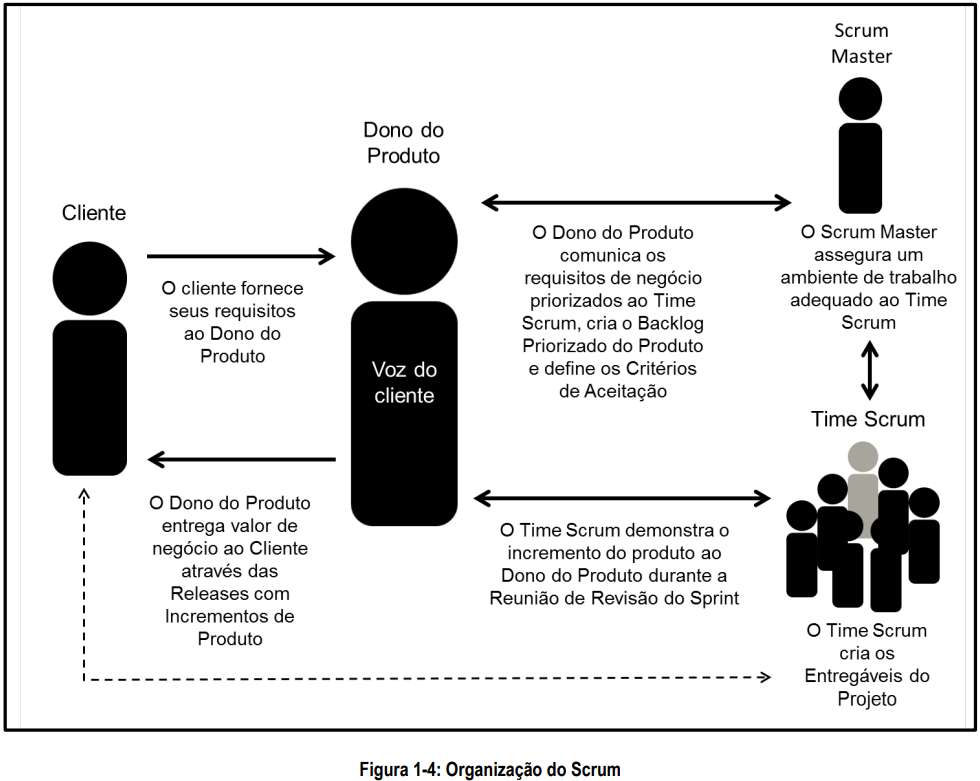 Scrum
Master
Dono do
Produto
Cliente
O cliente fornece
seus requisitos
ao Dono do
Produto
Voz do
cliente
O Dono do Produto
comunica os
requisitos de negócio
priorizados ao Time
Scrum, cria o Backlog
Priorizado do Produto
e define os Critérios
de Aceitação
O Scrum Master
assegura um
ambiente de trabalho
adequado ao Time
Scrum
Time Scrum
O Dono do Produto
entrega valor de
negócio ao Cliente
através das
Releases com
Incrementos de
Produto
O Time Scrum demonstra o
incremento do produto ao
Dono do Produto durante a
Reunião de Revisão do Sprint
O Time Scrum
cria os
Entregáveis do
Projeto
Figura 1-4: Organização do Scrum